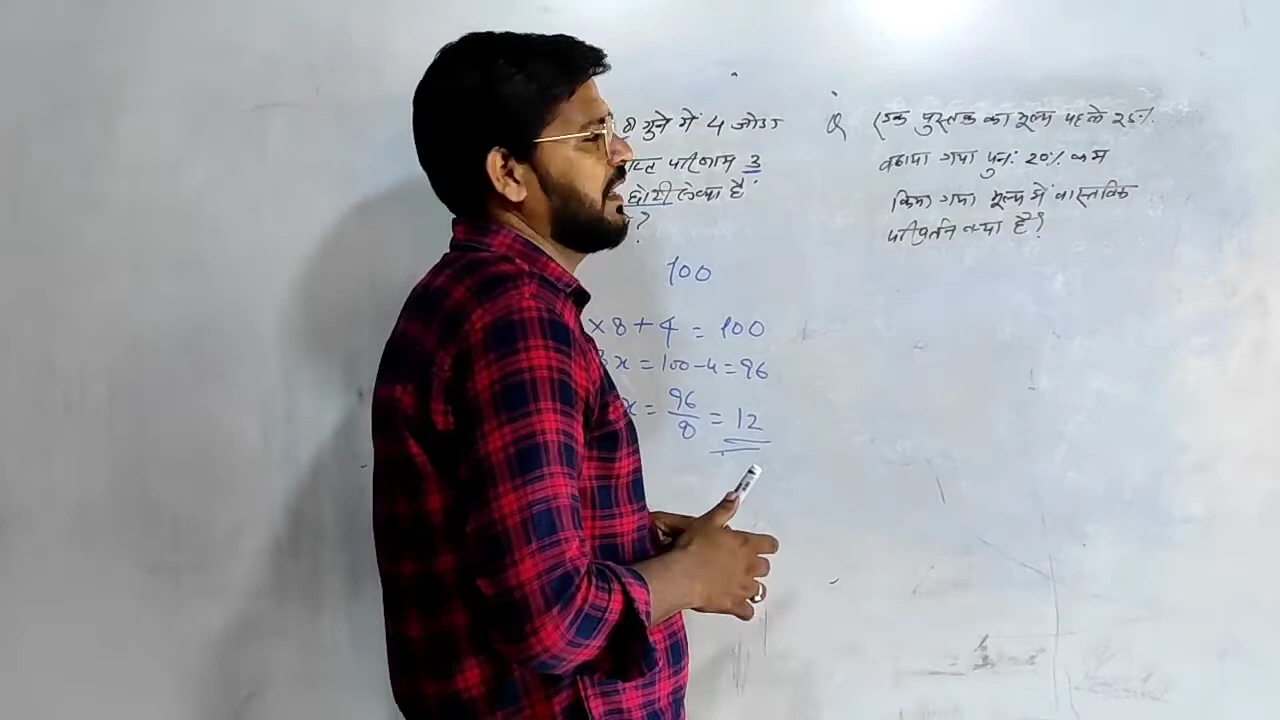 8 गुने में 4 जोडा
परिणाम 3
छोटी संख्या है
?
100
x 8 + 4 = 100
x = 100 - 4 = 96
x = 96/8 = 12
Q एक पुस्तक का मूल्य पहले 25%
बढाया गया पुनः 20% कम
किया गया मूल्य में वास्तविक
परिवर्तन क्या है?